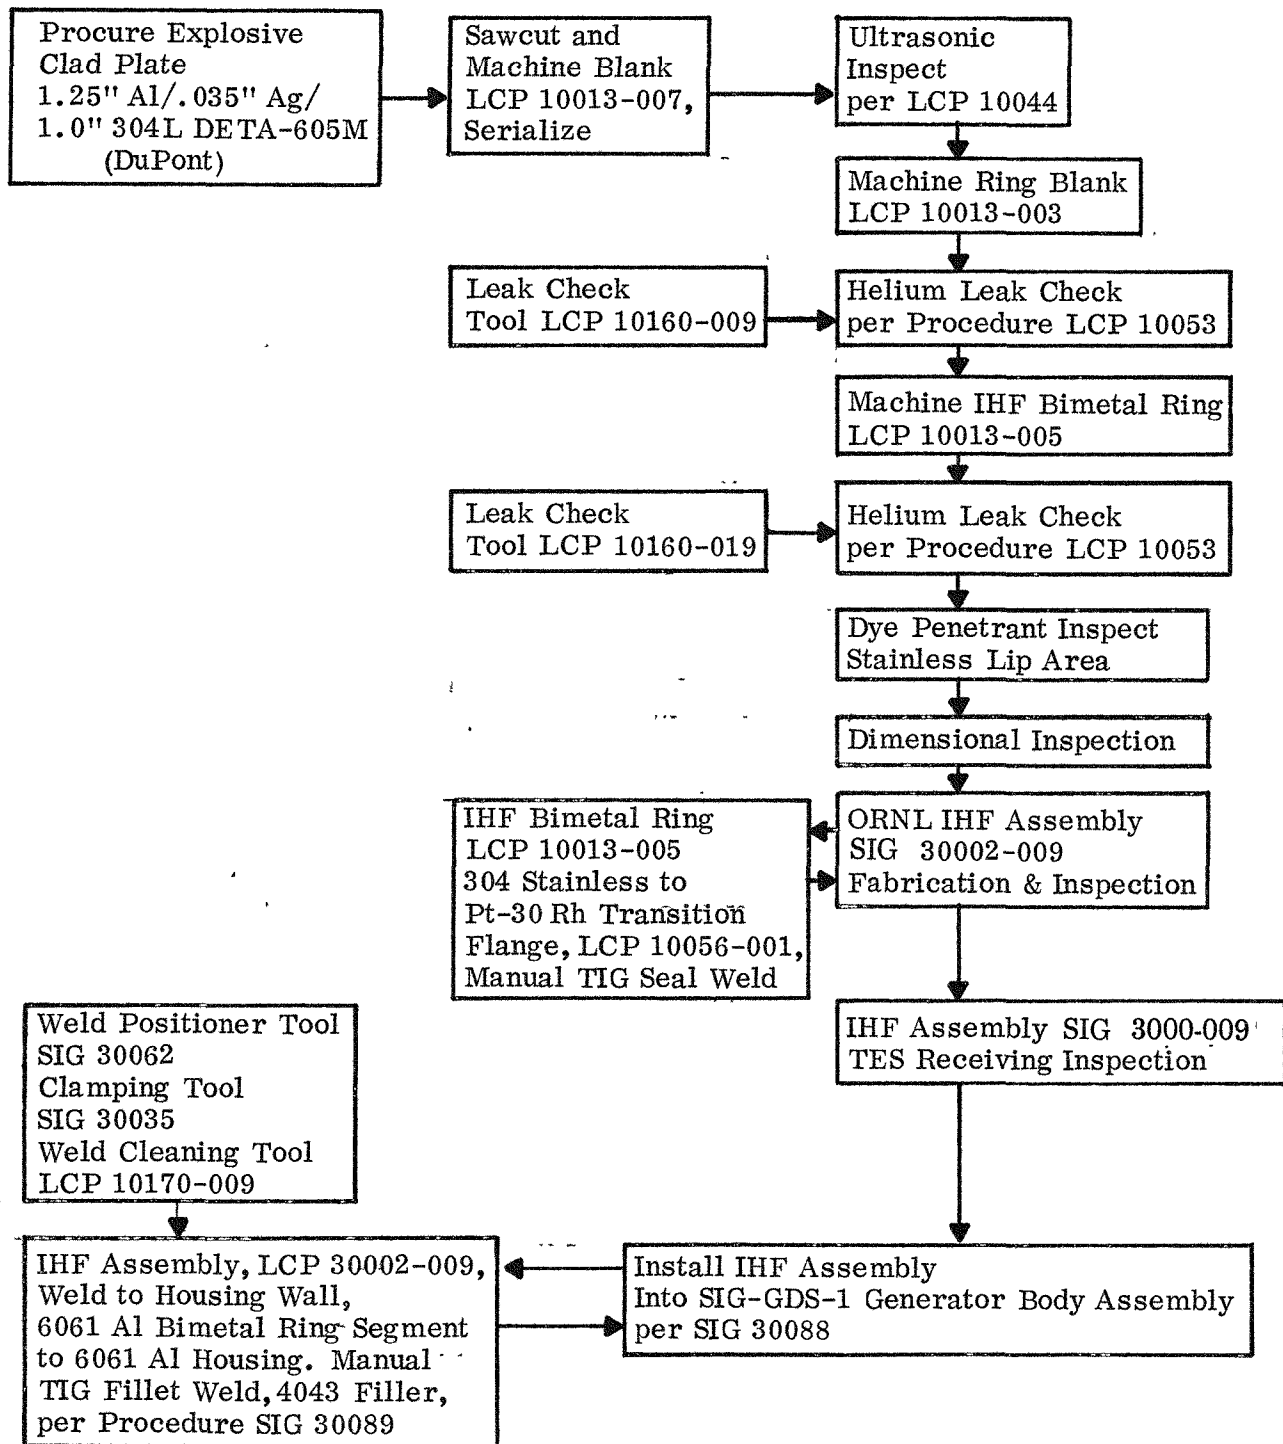 Procure Explosive
Clad Plate
1.25" Al/.035" Ag/
1.0" 304L DETA-605M
(DuPont)
Sawcut and
Machine Blank
LCP 10013-007,
Serialize
Ultrasonic
Inspect
per LCP 10044
Machine Ring Blank
LCP 10013-003
Leak Check
Tool LCP 10160-009
Helium Leak Check
per Procedure LCP 10053
Machine IHF Bimetal Ring
LCP 10013-005
Leak Check
Tool LCP 10160-019
Helium Leak Check
per Procedure LCP 10053
Dye Penetrant Inspect
Stainless Lip Area
Dimensional Inspection
IHF Bimetal Ring
LCP 10013-005
304 Stainless to
Pt-30 Rh Transition
Flange, LCP 10056-001,
Manual TIG Seal Weld
ORNL IHF Assembly
SIG 30002-009
Fabrication & Inspection
IHF Assembly SIG 3000-009
TES Receiving Inspection
Weld Positioner Tool
SIG 30062
Clamping Tool
SIG 30035
Weld Cleaning Tool
LCP 10170-009
IHF Assembly, LCP 30002-009,
Weld to Housing Wall,
6061 Al Bimetal Ring Segment
to 6061 Al Housing. Manual
TIG Fillet Weld, 4043 Filler,
per Procedure SIG 30089
Install IHF Assembly
Into SIG-GDS-1 Generator Body Assembly
per SIG 30088